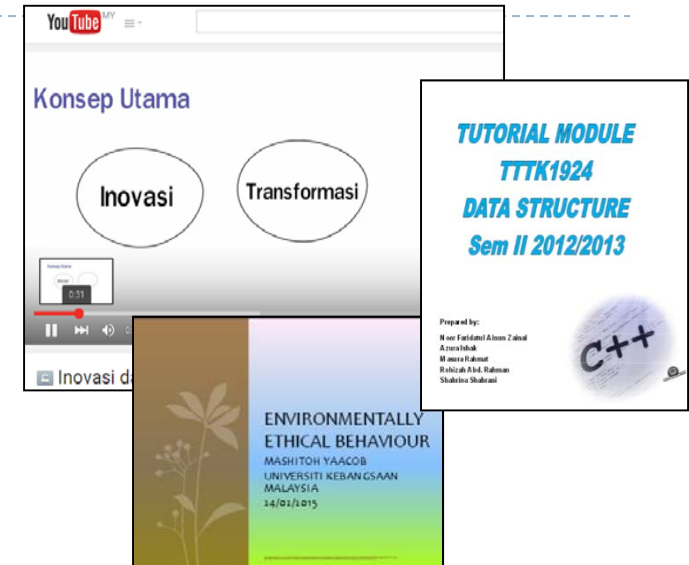 YouTube MY
Konsep Utama
Inovasi
Transformasi
0:31
Inovasi d
TUTORIAL MODULE
TTTK1924
DATA STRUCTURE
Sem II 2012/2013
Prepared by:
Noor Faridatul Ainun Zainal
Azura Ishak
Masura Rahmat
Rohizah Abd. Rahman
Shahrina Shahrani
C++
ENVIRONMENTALLY
ETHICAL BEHAVIOUR
MASHITOH YAACOB
UNIVERSITI KEBANGSAAN
MALAYSIA
14/01/2015